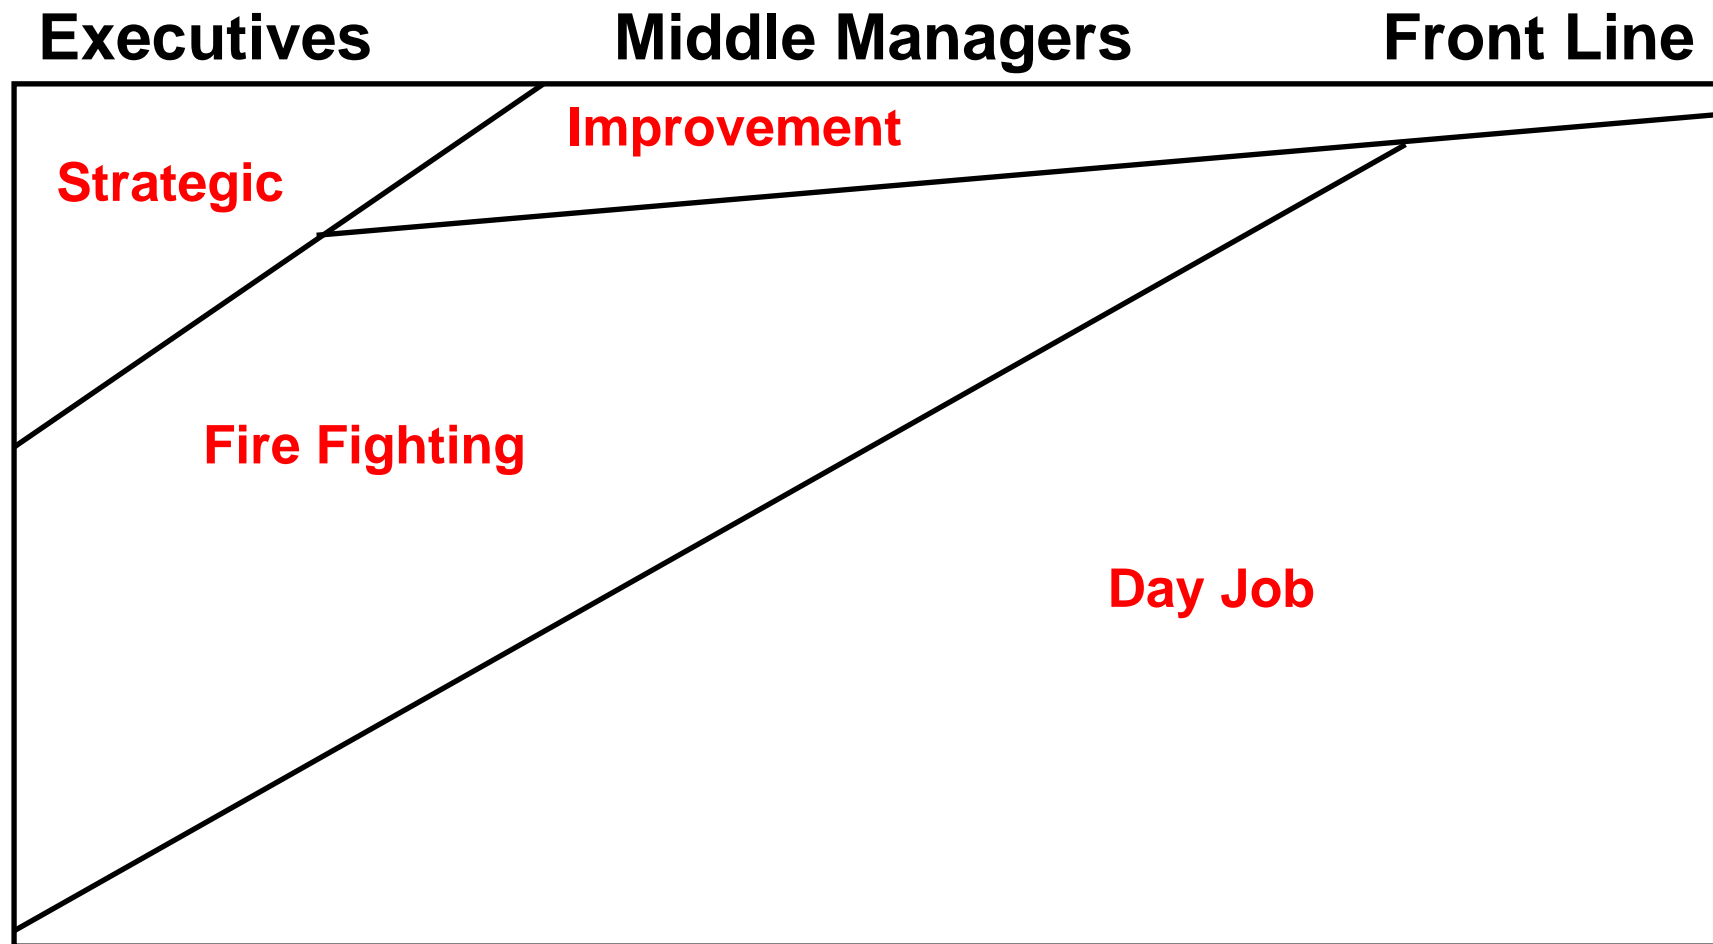 Executives Middle Managers Front Line
Improvement
Strategic
Fire Fighting
Day Job